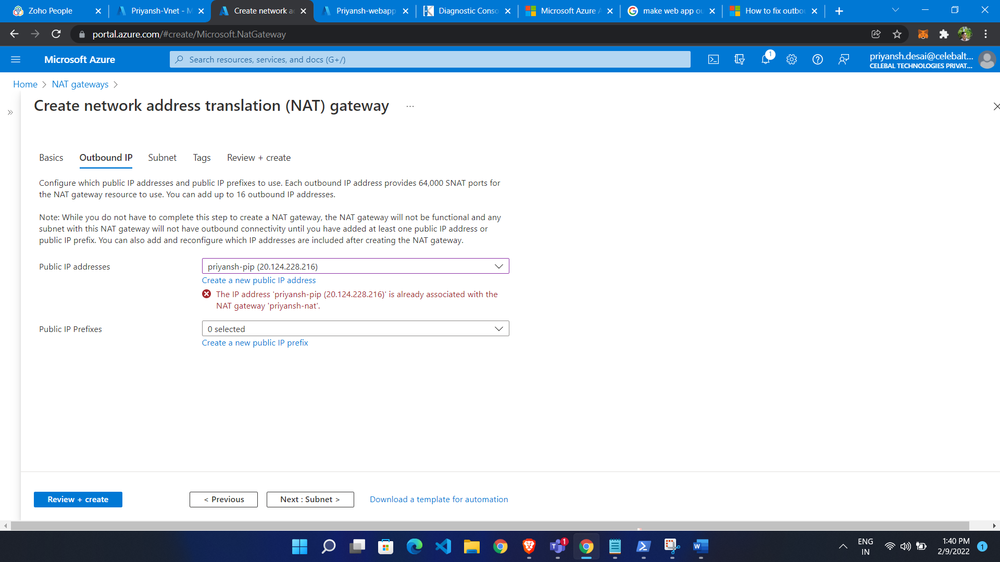 Zoho People
Priyansh-Vnet - M
Create network a
Priyansh-webapp
Diagnostic Conso
Microsoft Azure A
make web app ou
How to fix outbou
portal.azure.com/#create/Microsoft.NatGateway
Microsoft Azure
Search resources, services, and docs (G+/)
1
priyansh.desai@celebalt...
CELEBAL TECHNOLOGIES PRIVAT...
Home > NAT gateways >
Create network address translation (NAT) gateway ...
Basics
Outbound IP
Subnet
Tags
Review + create
Configure which public IP addresses and public IP prefixes to use. Each outbound IP address provides 64,000 SNAT ports for
the NAT gateway resource to use. You can add up to 16 outbound IP addresses.
Note: While you do not have to complete this step to create a NAT gateway, the NAT gateway will not be functional and any
subnet with this NAT gateway will not have outbound connectivity until you have added at least one public IP address or
public IP prefix. You can also add and reconfigure which IP addresses are included after creating the NAT gateway.
Public IP addresses
priyansh-pip (20.124.228.216)
Create a new public IP address
The IP address 'priyansh-pip (20.124.228.216)' is already associated with the
NAT gateway 'priyansh-nat'.
Public IP Prefixes
0 selected
Create a new public IP prefix
Review + create
< Previous
Next : Subnet >
Download a template for automation
1
ENG
IN
1:40 PM
2/9/2022
1